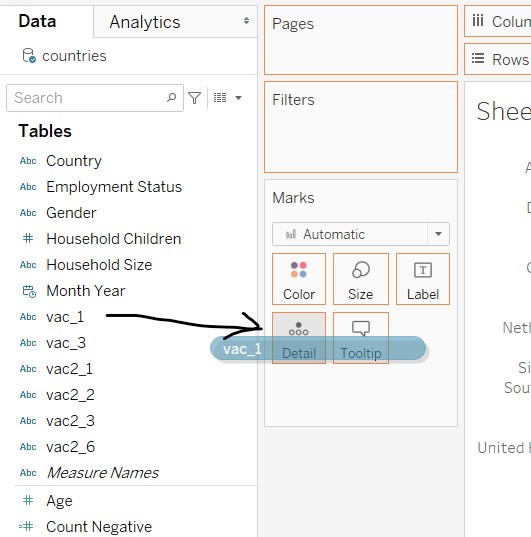 Data
Analytics
countries
Search
Tables
Abc Country
Abc Employment Status
Abc Gender
# Household Children
Abc Household Size
Month Year
Abc vac_1
Abc vac_3
Abc vac2_1
Abc vac2_2
Abc vac2_3
Abc vac2_6
Abc Measure Names
# Age
=# Count Negative
Pages
Filters
Marks
Automatic
Color Size Label
Detail Tooltip
vac_1
Colum
Rows
Shee
A
Neth
Si
Sou
United